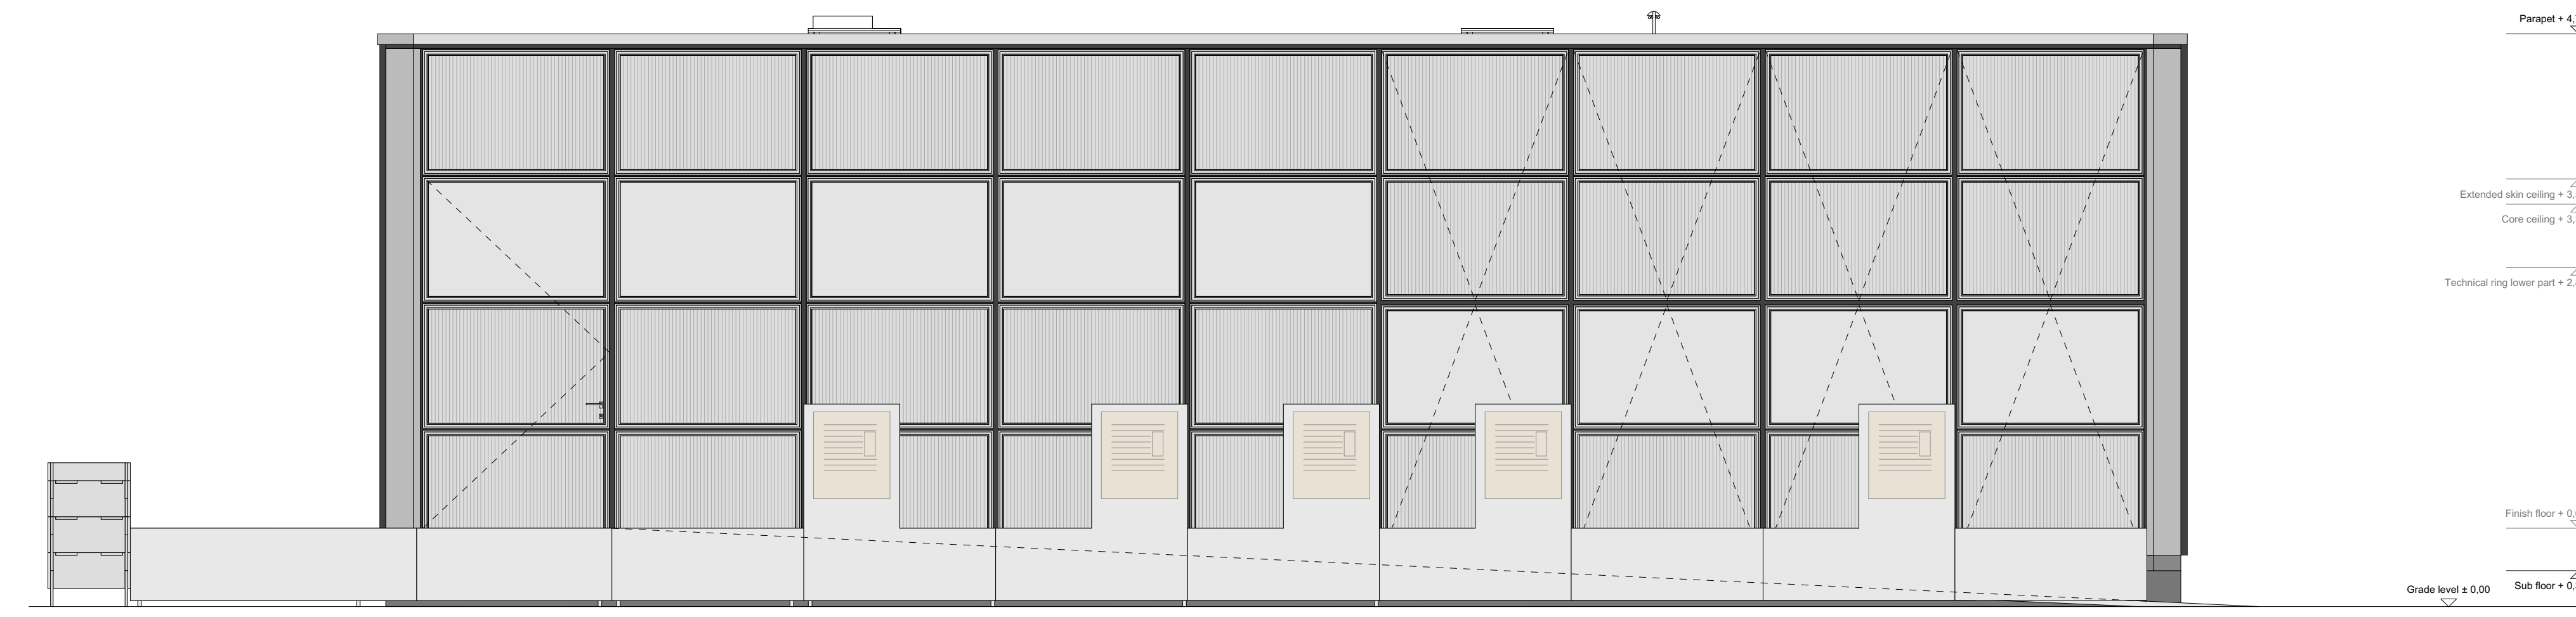 Parapet + 4,
Extended skin ceiling + 3,
Core ceiling + 3,
Technical ring lower part + 2,
Finish floor + 0,
Sub floor + 0,
Grade level ± 0,00